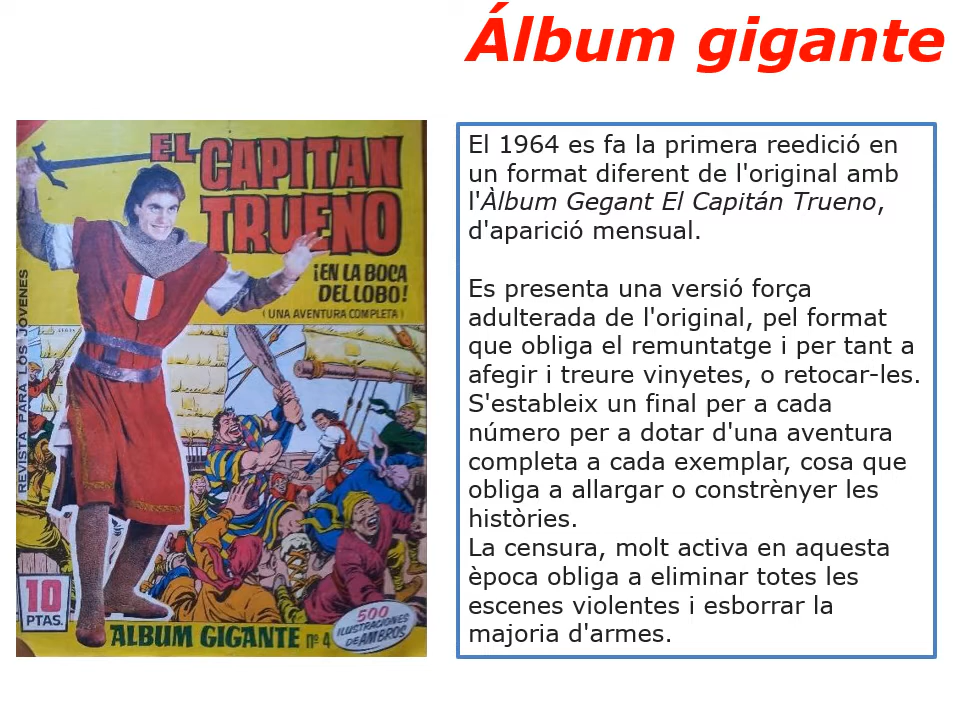 Álbum gigante
EL CAPITAN
TRUENO
¡EN LA BOCA
DEL LOBO!
(UNA AVENTURA COMPLETA)
REVISTA PARA LOS JOVENES
10
PTAS.
ALBUM GIGANTE nº 4
500
ILUSTRACIONES
DE AMBROS
El 1964 es fa la primera reedició en
un format diferent de l'original amb
l'Àlbum Gegant El Capitán Trueno,
d'aparició mensual.
Es presenta una versió força
adulterada de l'original, pel format
que obliga el remuntatge i per tant a
afegir i treure vinyetes, o retocar-les.
S'estableix un final per a cada
número per a dotar d'una aventura
completa a cada exemplar, cosa que
obliga a allargar o constrènyer les
històries.
La censura, molt activa en aquesta
època obliga a eliminar totes les
escenes violentes i esborrar la
majoria d'armes.